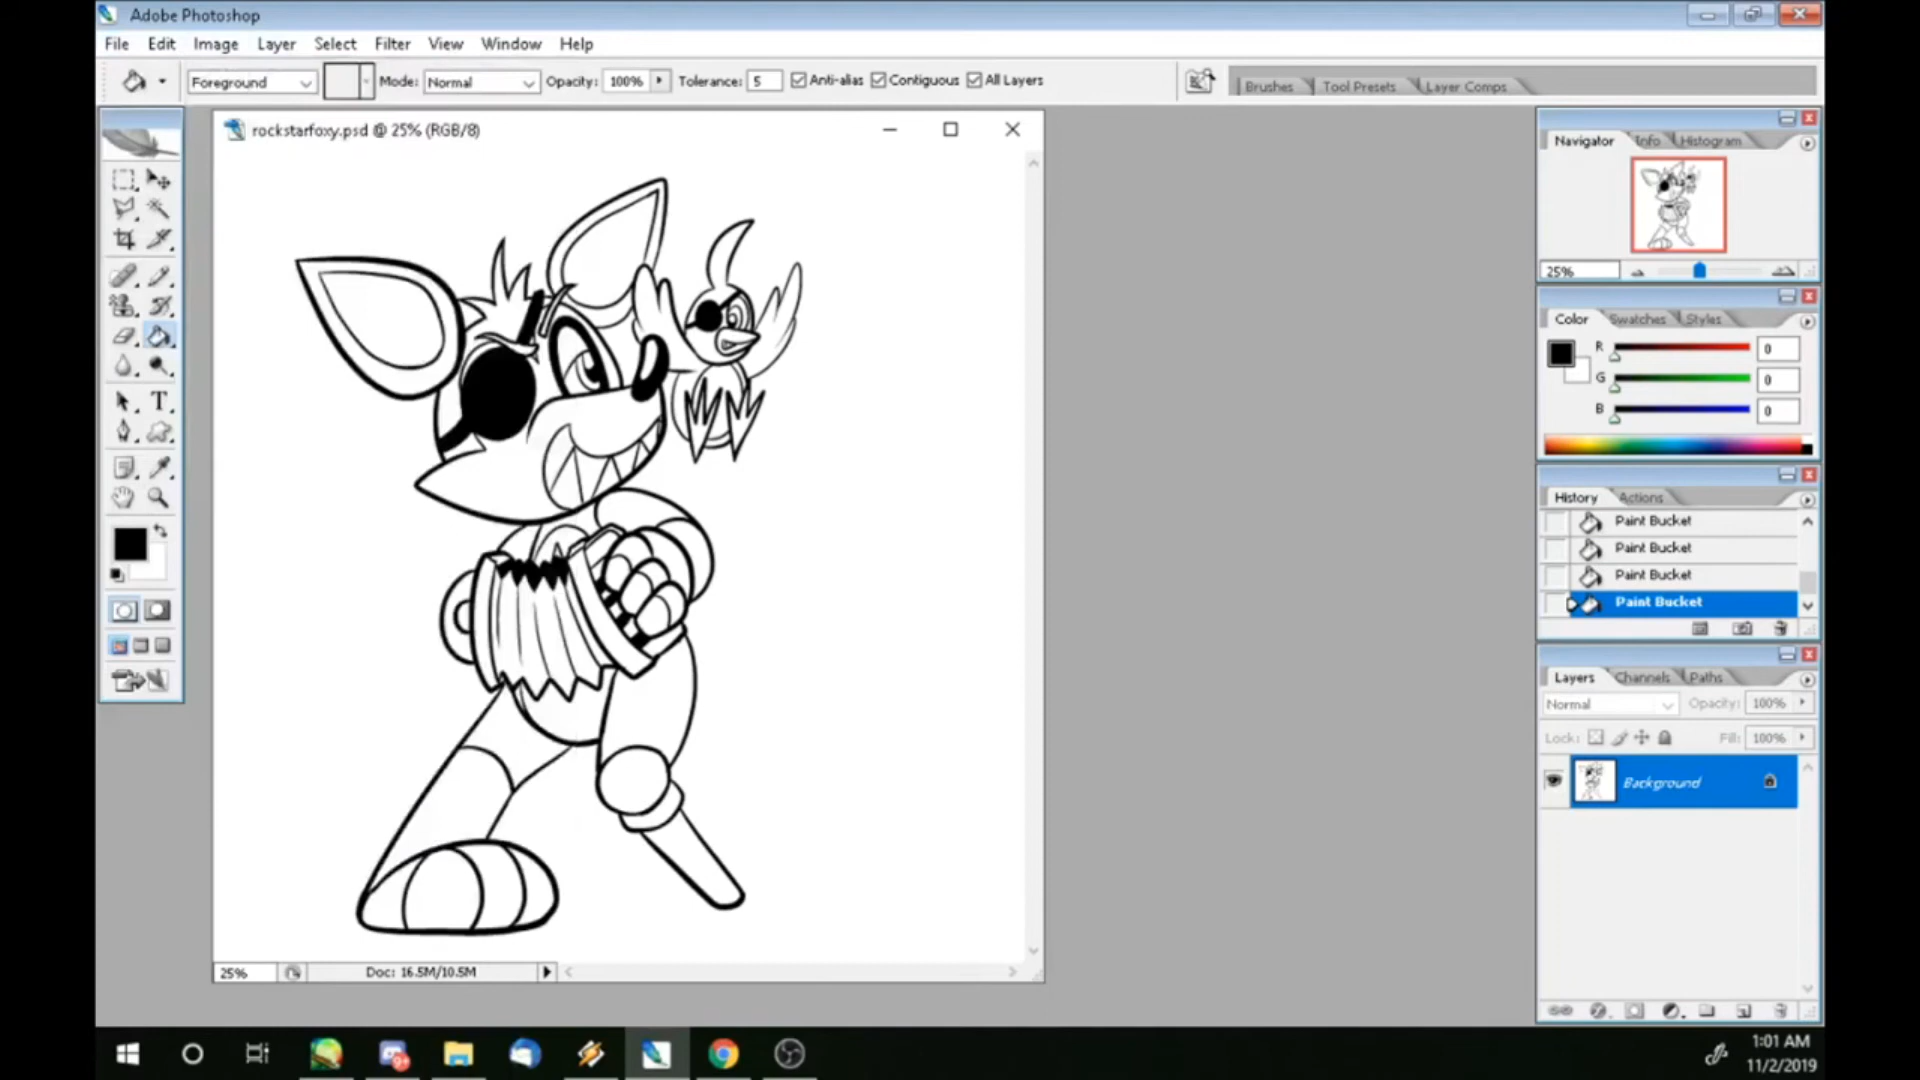 Adobe Photoshop
File Edit Image Layer Select Filter View Window Help
Foreground Mode: Normal Opacity: 100% Tolerance: 5 Anti-alias Contiguous All Layers
Brushes Tool Presets Layer Comps
rockstarfoxy.psd @ 25% (RGB/8)
Navigator Info Histogram
25%
Color Swatches Styles
R 0
G 0
B 0
History Actions
Paint Bucket
Paint Bucket
Paint Bucket
Paint Bucket
Layers Channels Paths
Normal Opacity: 100%
Lock: Fill: 100%
Background
T
25% Doc: 16.5M/10.5M
9+
1:01 AM
11/2/2019